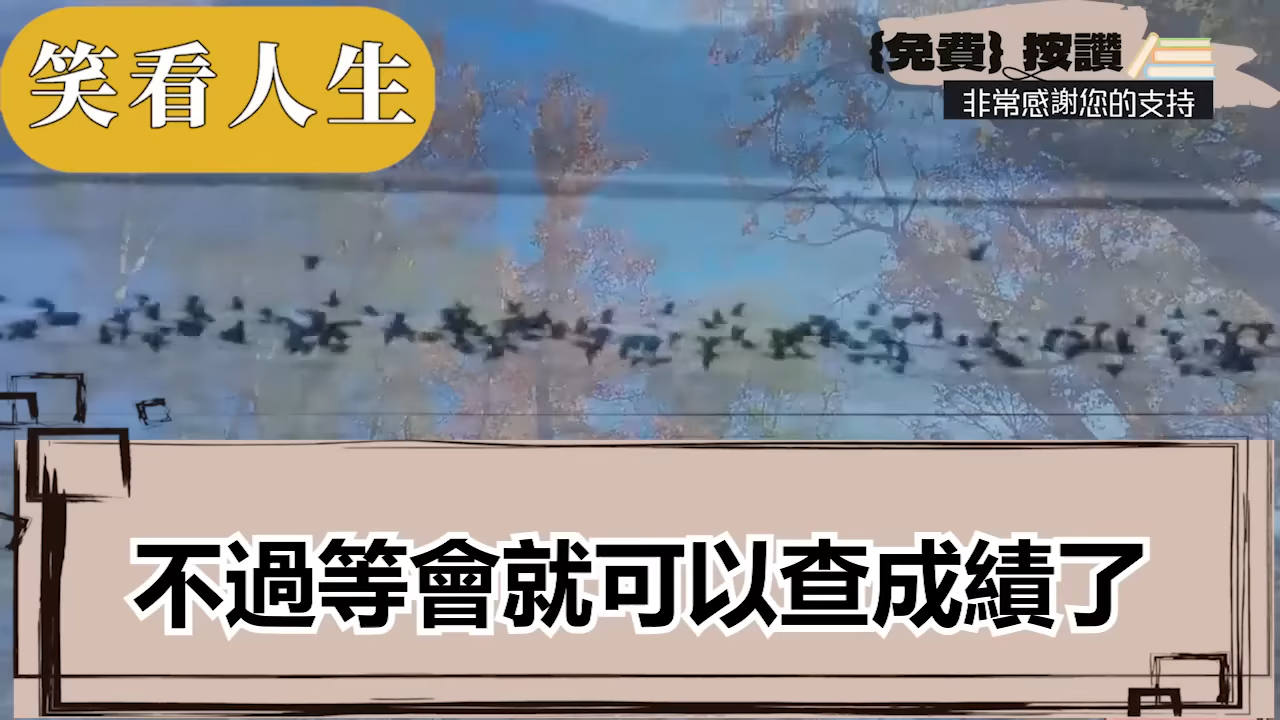 笑看人生
{免費} 按讚
非常感謝您的支持
不過等會就可以查成績了